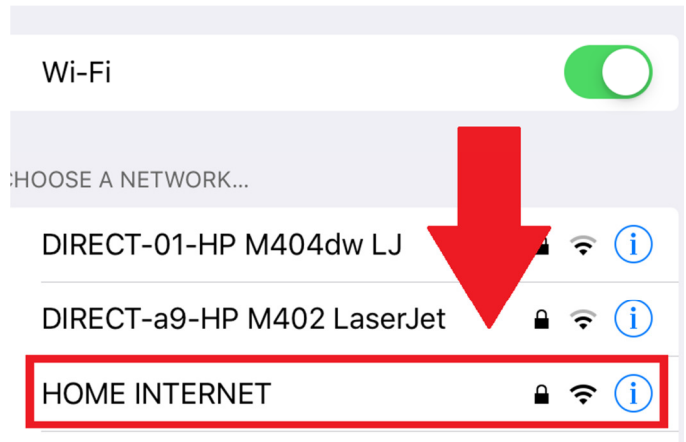 Wi-Fi
CHOOSE A NETWORK...
DIRECT-01-HP M404dw LJ
DIRECT-a9-HP M402 LaserJet
HOME INTERNET